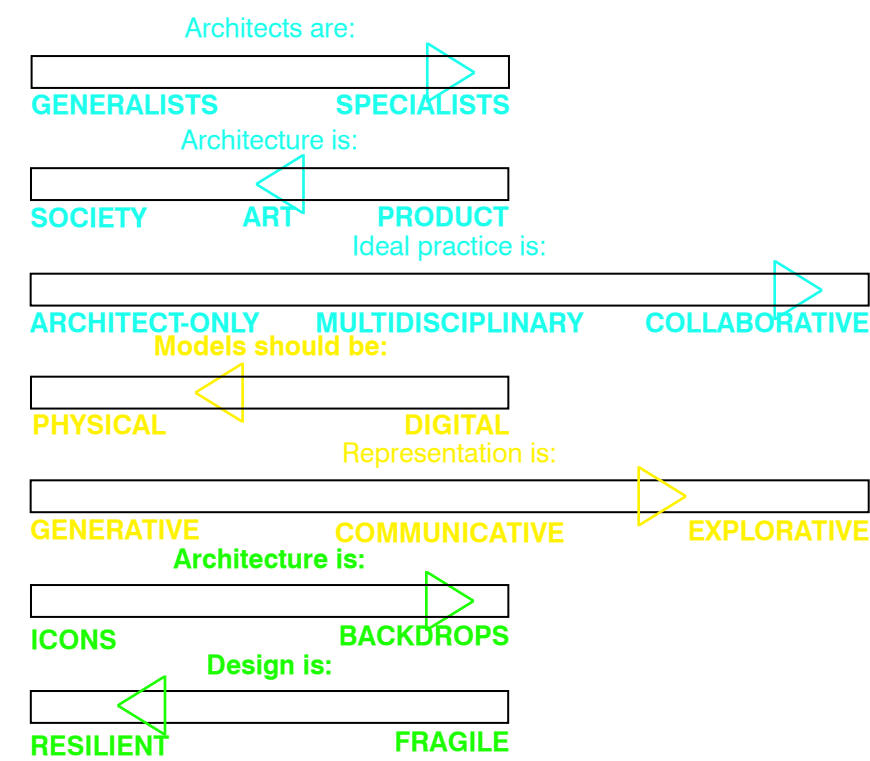 Architects are:
GENERALISTS SPECIALISTS
Architecture is:
SOCIETY ART PRODUCT
Ideal practice is:
ARCHITECT-ONLY MULTIDISCIPLINARY COLLABORATIVE
Models should be:
PHYSICAL DIGITAL
Representation is:
GENERATIVE COMMUNICATIVE EXPLORATIVE
Architecture is:
ICONS BACKDROPS
Design is:
RESILIENT FRAGILE